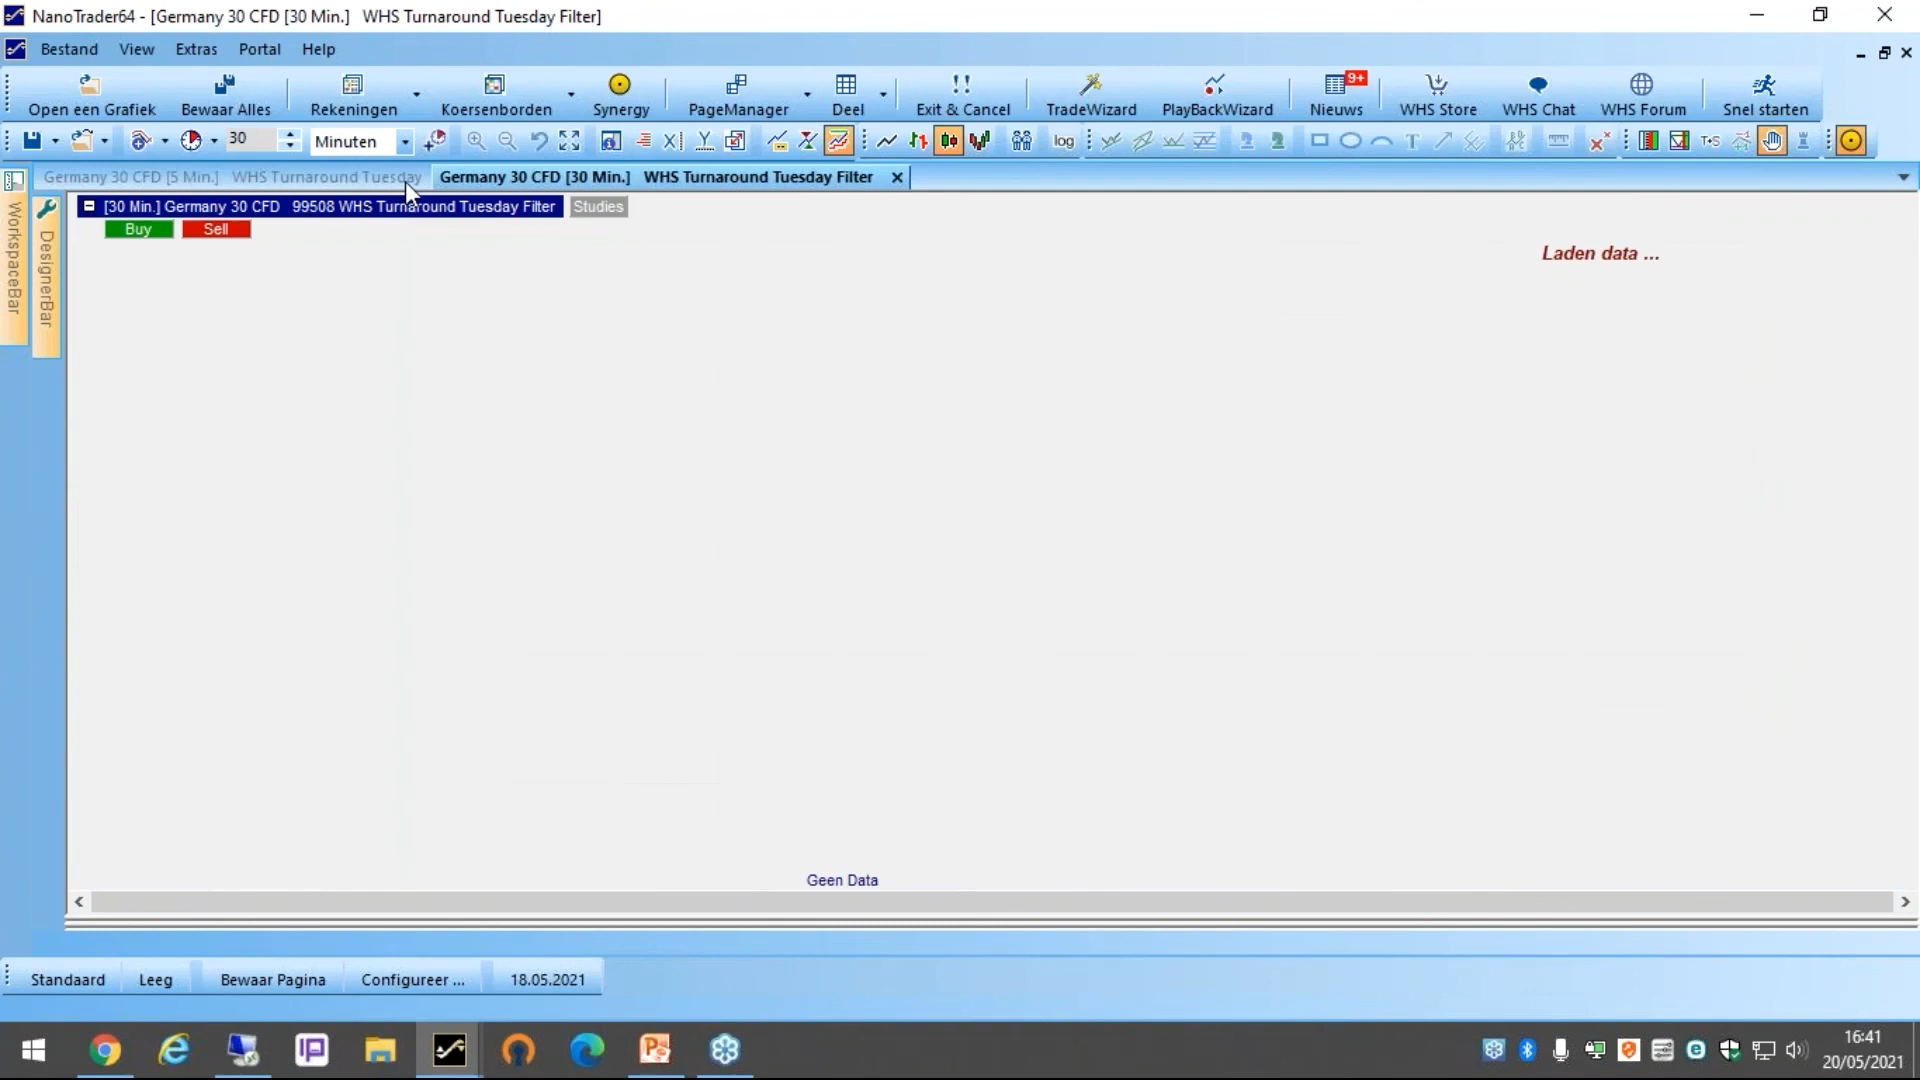 NanoTrader64 - [Germany 30 CFD [30 Min.]   WHS Turnaround Tuesday Filter]
Bestand View Extras Portal Help
Open een Grafiek Bewaar Alles Rekeningen Koersenborden Synergy PageManager Deel Exit & Cancel TradeWizard PlayBackWizard 9+ Nieuws WHS Store WHS Chat WHS Forum Snel starten
30 Minuten log T T+S
Germany 30 CFD [5 Min.]   WHS Turnaround Tuesday Germany 30 CFD [30 Min.]   WHS Turnaround Tuesday Filter
[30 Min.] Germany 30 CFD   99508 WHS Turnaround Tuesday Filter Studies
Buy Sell
WorkspaceBar
DesignerBar
Laden data ...
Geen Data
Standaard Leeg Bewaar Pagina Configureer ... 18.05.2021
16:41
20/05/2021